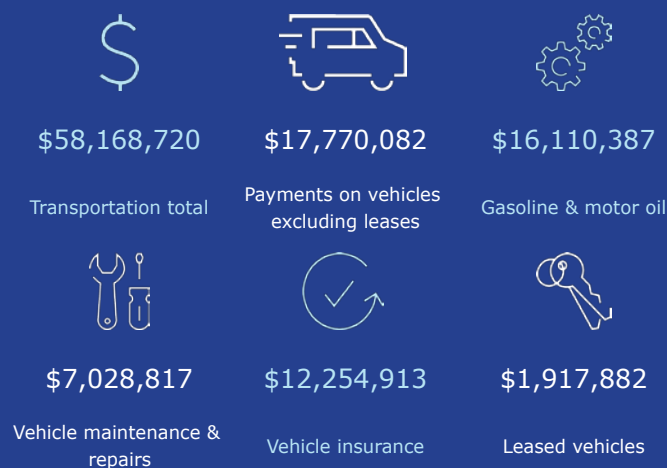 $58,168,720
$17,770,082
$16,110,387
Transportation total
Payments on vehicles
excluding leases
Gasoline & motor oil
$7,028,817
$12,254,913
$1,917,882
Vehicle maintenance &
repairs
Vehicle insurance
Leased vehicles